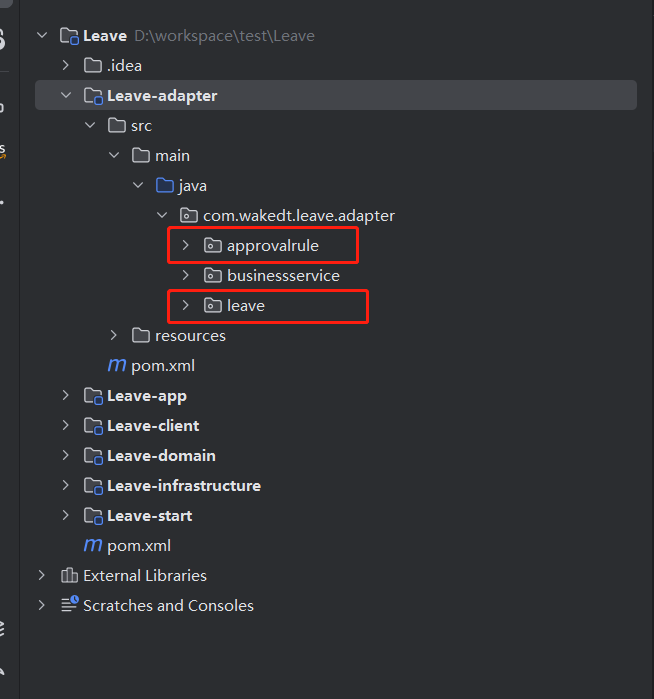 Leave D:\workspace\test\Leave
.idea
Leave-adapter
src
main
java
com.wakedt.leave.adapter
approvalrule
businessservice
leave
resources
m pom.xml
Leave-app
Leave-client
Leave-domain
Leave-infrastructure
Leave-start
m pom.xml
External Libraries
Scratches and Consoles